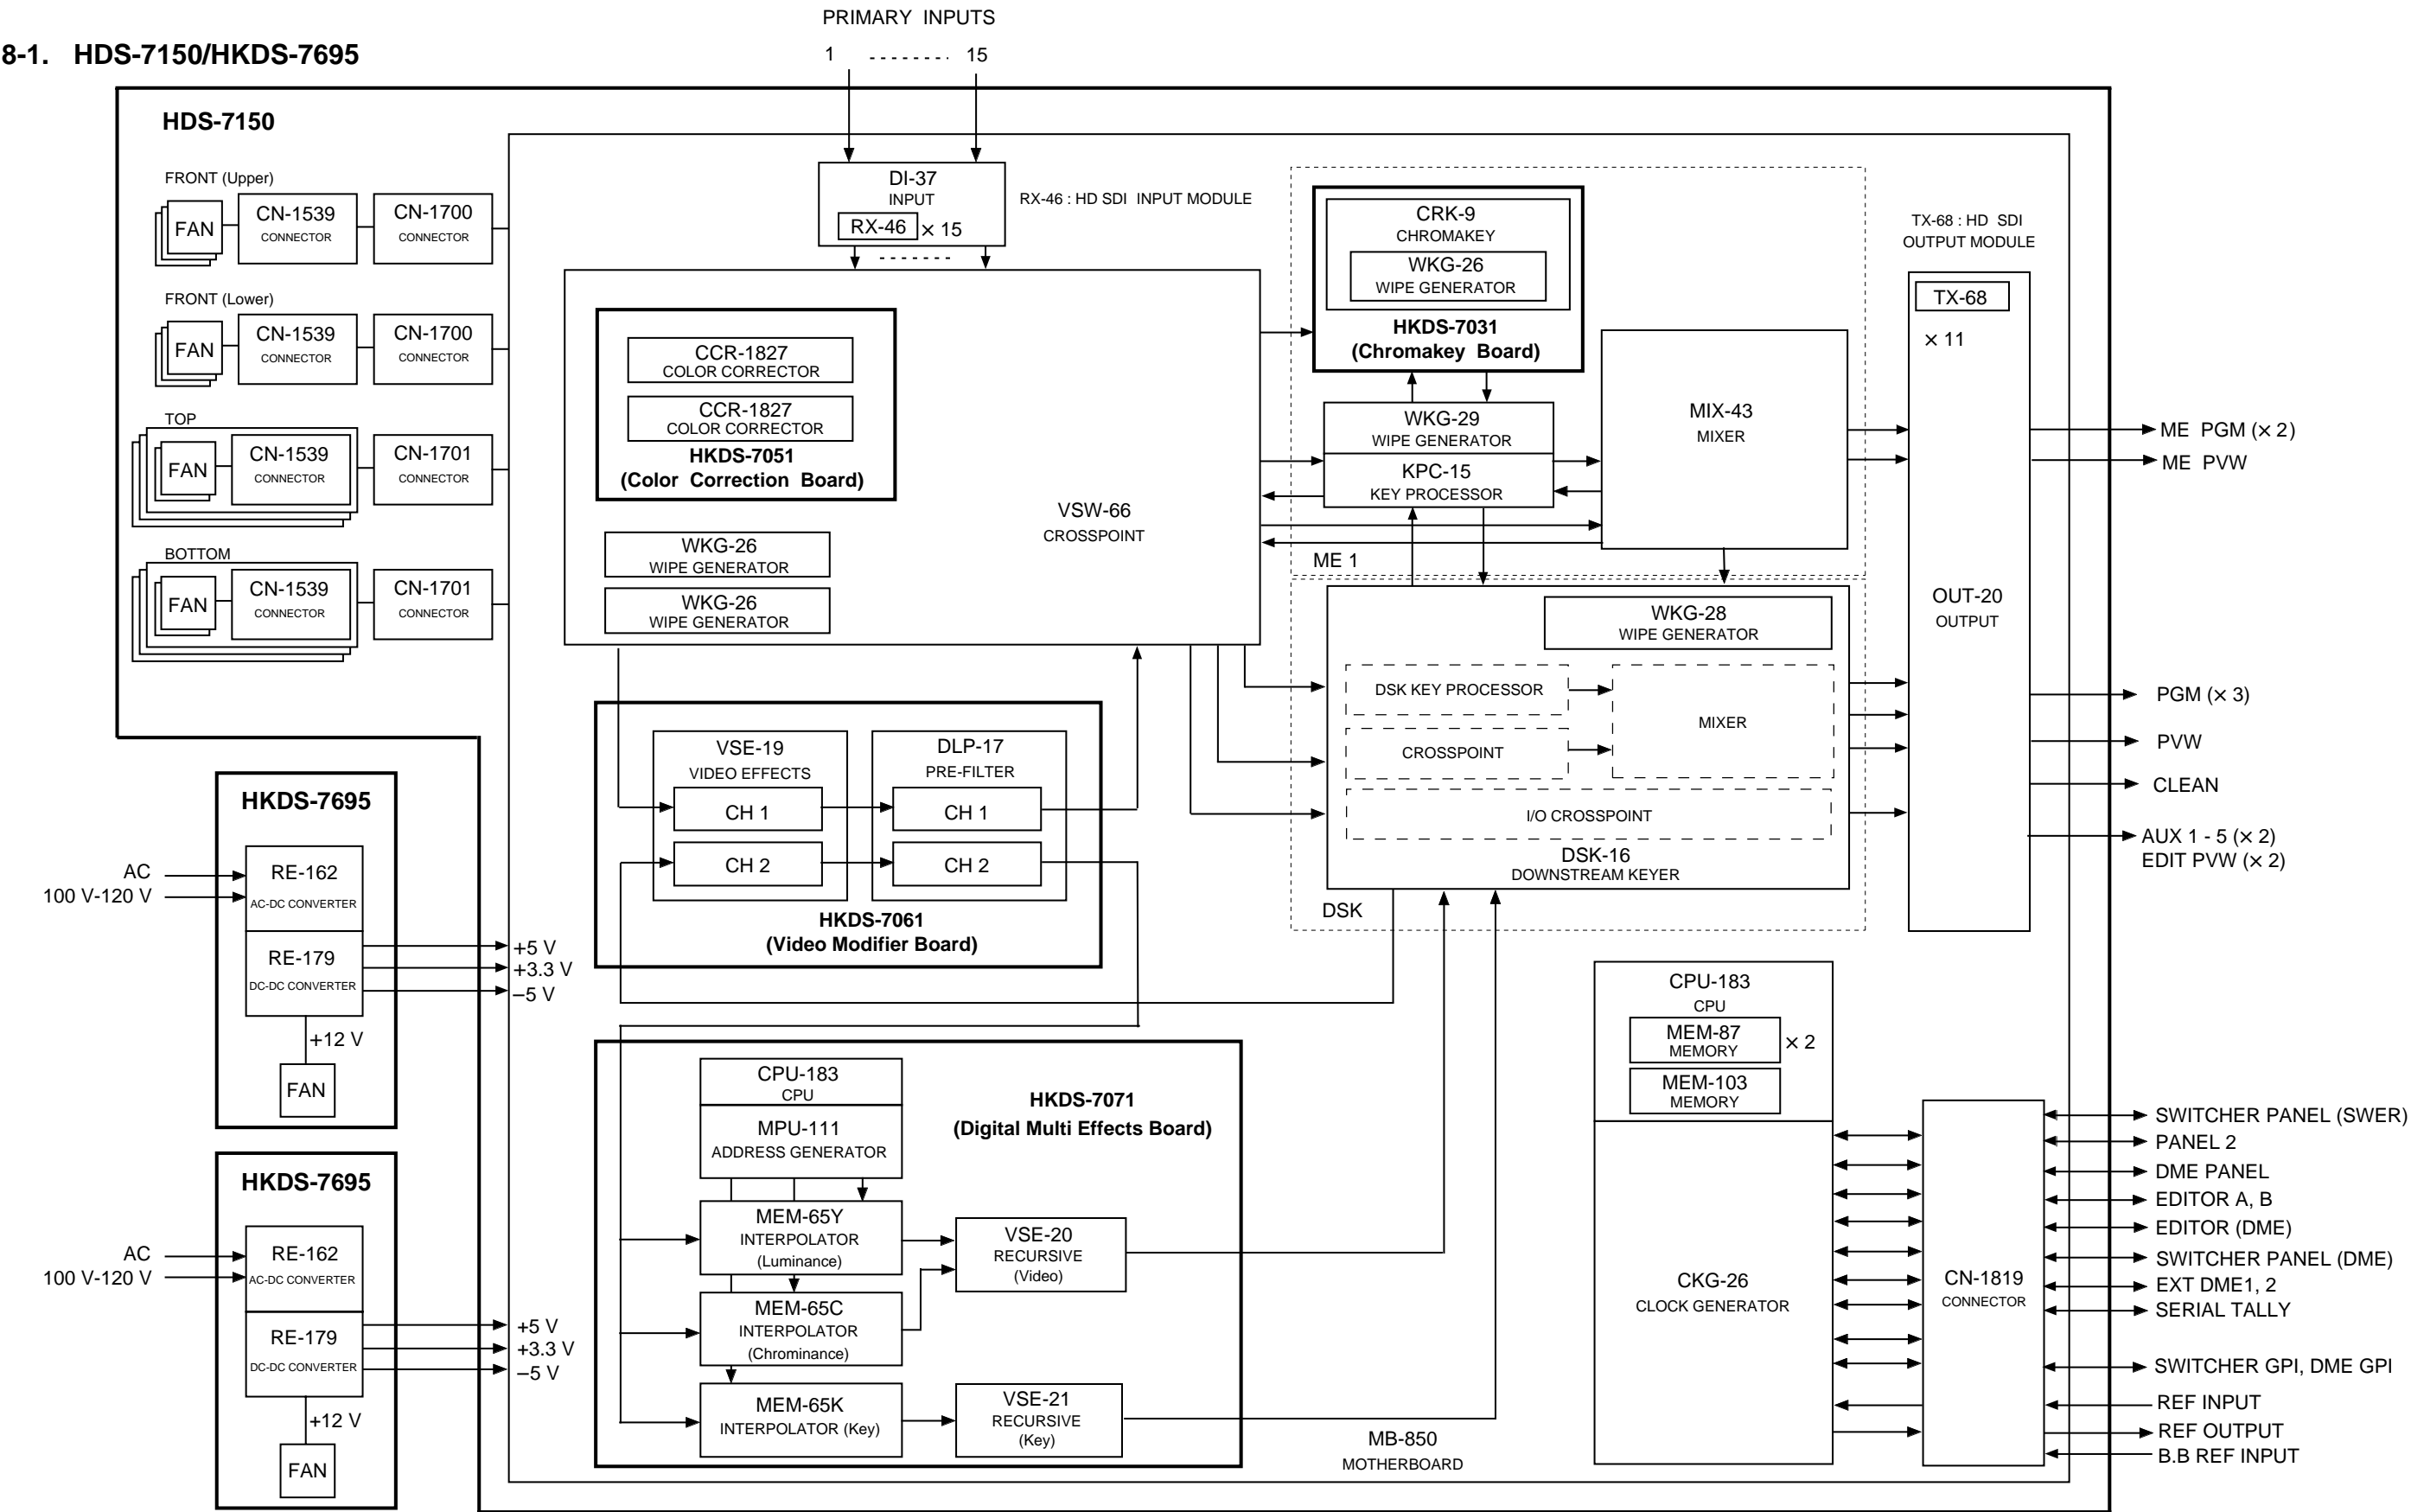 PRIMARY INPUTS
8-1. HDS-7150/HKDS-7695
1 - - - - - - - - 15
HDS-7150
FRONT (Upper)
FAN
CN-1539
CONNECTOR
CN-1700
CONNECTOR
FRONT (Lower)
FAN
CN-1539
CONNECTOR
CN-1700
CONNECTOR
TOP
FAN
CN-1539
CONNECTOR
CN-1701
CONNECTOR
BOTTOM
FAN
CN-1539
CONNECTOR
CN-1701
CONNECTOR
DI-37
INPUT
RX-46 × 15
RX-46 : HD SDI INPUT MODULE
CCR-1827
COLOR CORRECTOR
CCR-1827
COLOR CORRECTOR
HKDS-7051
(Color Correction Board)
VSW-66
CROSSPOINT
WKG-26
WIPE GENERATOR
WKG-26
WIPE GENERATOR
CRK-9
CHROMAKEY
WKG-26
WIPE GENERATOR
HKDS-7031
(Chromakey Board)
WKG-29
WIPE GENERATOR
KPC-15
KEY PROCESSOR
ME 1
MIX-43
MIXER
TX-68 : HD SDI
OUTPUT MODULE
TX-68
× 11
OUT-20
OUTPUT
ME PGM (× 2)
ME PVW
PGM (× 3)
PVW
CLEAN
AUX 1 - 5 (× 2)
EDIT PVW (× 2)
WKG-28
WIPE GENERATOR
DSK KEY PROCESSOR
MIXER
CROSSPOINT
I/O CROSSPOINT
DSK-16
DOWNSTREAM KEYER
DSK
VSE-19
VIDEO EFFECTS
CH 1
CH 2
DLP-17
PRE-FILTER
CH 1
CH 2
HKDS-7061
(Video Modifier Board)
HKDS-7695
AC
100 V-120 V
RE-162
AC-DC CONVERTER
RE-179
DC-DC CONVERTER
+5 V
+3.3 V
−5 V
+12 V
FAN
HKDS-7695
AC
100 V-120 V
RE-162
AC-DC CONVERTER
RE-179
DC-DC CONVERTER
+5 V
+3.3 V
−5 V
+12 V
FAN
CPU-183
CPU
MPU-111
ADDRESS GENERATOR
HKDS-7071
(Digital Multi Effects Board)
MEM-65Y
INTERPOLATOR
(Luminance)
MEM-65C
INTERPOLATOR
(Chrominance)
MEM-65K
INTERPOLATOR (Key)
VSE-20
RECURSIVE
(Video)
VSE-21
RECURSIVE
(Key)
MB-850
MOTHERBOARD
CPU-183
CPU
MEM-87
MEMORY
× 2
MEM-103
MEMORY
CKG-26
CLOCK GENERATOR
CN-1819
CONNECTOR
SWITCHER PANEL (SWER)
PANEL 2
DME PANEL
EDITOR A, B
EDITOR (DME)
SWITCHER PANEL (DME)
EXT DME1, 2
SERIAL TALLY
SWITCHER GPI, DME GPI
REF INPUT
REF OUTPUT
B.B REF INPUT